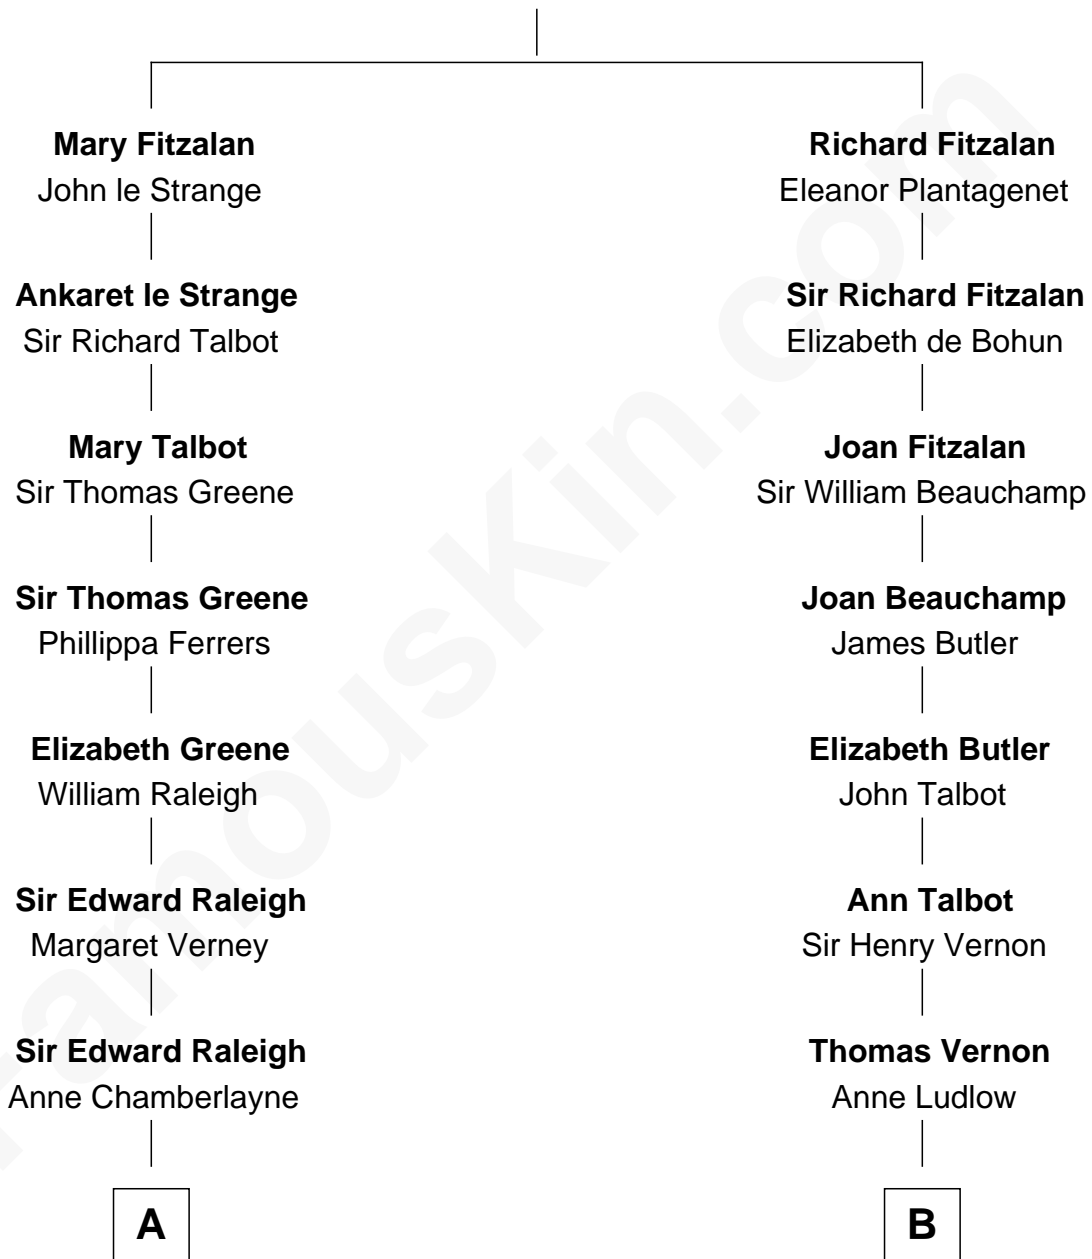 Mary Fitzalan
John le Strange
Richard Fitzalan
Eleanor Plantagenet
Ankaret le Strange
Sir Richard Talbot
Sir Richard Fitzalan
Elizabeth de Bohun
Mary Talbot
Sir Thomas Greene
Joan Fitzalan
Sir William Beauchamp
Sir Thomas Greene
Phillippa Ferrers
Joan Beauchamp
James Butler
Elizabeth Greene
William Raleigh
Elizabeth Butler
John Talbot
Sir Edward Raleigh
Margaret Verney
Ann Talbot
Sir Henry Vernon
Sir Edward Raleigh
Anne Chamberlayne
Thomas Vernon
Anne Ludlow
A
B
FamousKin.com